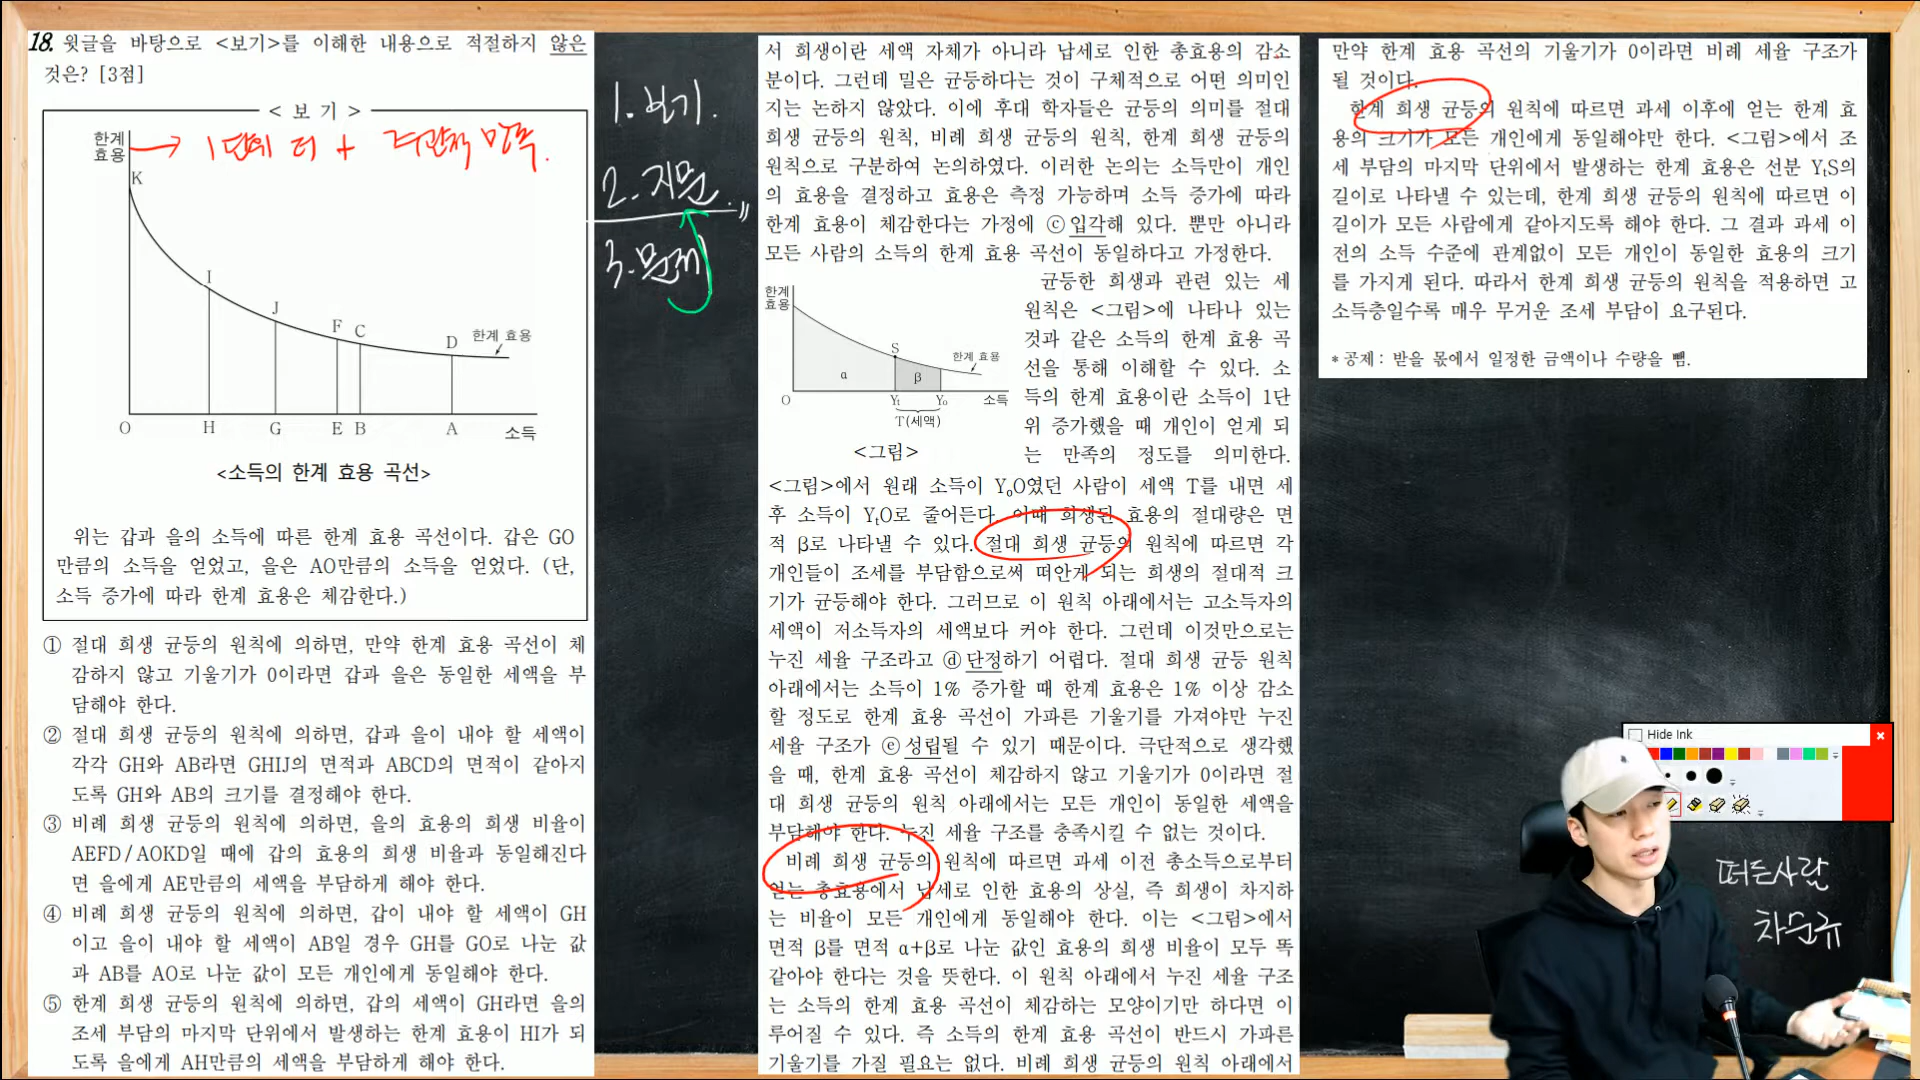 18. 윗글을 바탕으로 <보기>를 이해한 내용으로 적절하지 않은
것은? [3점]
< 보 기 >
한계
효용
→ 1단위 더 + 주관적 만족.
K
I
J
F
C
D
한계 효용
O
H
G
E
B
A
소득
<소득의 한계 효용 곡선>
위는 갑과 을의 소득에 따른 한계 효용 곡선이다. 갑은 GO
만큼의 소득을 얻었고, 을은 AO만큼의 소득을 얻었다. (단,
소득 증가에 따라 한계 효용은 체감한다.)
① 절대 희생 균등의 원칙에 의하면, 만약 한계 효용 곡선이 체
감하지 않고 기울기가 0이라면 갑과 을은 동일한 세액을 부
담해야 한다.
② 절대 희생 균등의 원칙에 의하면, 갑과 을이 내야 할 세액이
각각 GH와 AB라면 GHIJ의 면적과 ABCD의 면적이 같아지
도록 GH와 AB의 크기를 결정해야 한다.
③ 비례 희생 균등의 원칙에 의하면, 을의 효용의 희생 비율이
AEFD/AOKD일 때에 갑의 효용의 희생 비율과 동일해진다
면 을에게 AE만큼의 세액을 부담하게 해야 한다.
④ 비례 희생 균등의 원칙에 의하면, 갑이 내야 할 세액이 GH
이고 을이 내야 할 세액이 AB일 경우 GH를 GO로 나눈 값
과 AB를 AO로 나눈 값이 모든 개인에게 동일해야 한다.
⑤ 한계 희생 균등의 원칙에 의하면, 갑의 세액이 GH라면 을의
조세 부담의 마지막 단위에서 발생하는 한계 효용이 HI가 되
도록 을에게 AH만큼의 세액을 부담하게 해야 한다.
1. 보기.
2. 지문.
3. 문제
서 희생이란 세액 자체가 아니라 납세로 인한 총효용의 감소
분이다. 그런데 밀은 균등하다는 것이 구체적으로 어떤 의미인
지는 논하지 않았다. 이에 후대 학자들은 균등의 의미를 절대
희생 균등의 원칙, 비례 희생 균등의 원칙, 한계 희생 균등의
원칙으로 구분하여 논의하였다. 이러한 논의는 소득만이 개인
의 효용을 결정하고 효용은 측정 가능하며 소득 증가에 따라
한계 효용이 체감한다는 가정에 ⓒ입각해 있다. 뿐만 아니라
모든 사람의 소득의 한계 효용 곡선이 동일하다고 가정한다.
균등한 희생과 관련 있는 세
원칙은 <그림>에 나타나 있는
것과 같은 소득의 한계 효용 곡
선을 통해 이해할 수 있다. 소
득의 한계 효용이란 소득이 1단
위 증가했을 때 개인이 얻게 되
는 만족의 정도를 의미한다.
한계
효용
S
한계 효용
α
β
O
Yt
Yo
소득
T(세액)
<그림>
<그림>에서 원래 소득이 YoO였던 사람이 세액 T를 내면 세
후 소득이 YtO로 줄어든다. 이때 희생된 효용의 절대량은 면
적 β로 나타낼 수 있다. 절대 희생 균등의 원칙에 따르면 각
개인들이 조세를 부담함으로써 떠안게 되는 희생의 절대적 크
기가 균등해야 한다. 그러므로 이 원칙 아래에서는 고소득자의
세액이 저소득자의 세액보다 커야 한다. 그런데 이것만으로는
누진 세율 구조라고 ⓓ단정하기 어렵다. 절대 희생 균등 원칙
아래에서는 소득이 1% 증가할 때 한계 효용은 1% 이상 감소
할 정도로 한계 효용 곡선이 가파른 기울기를 가져야만 누진
세율 구조가 ⓔ성립될 수 있기 때문이다. 극단적으로 생각했
을 때, 한계 효용 곡선이 체감하지 않고 기울기가 0이라면 절
대 희생 균등의 원칙 아래에서는 모든 개인이 동일한 세액을
부담해야 한다. 누진 세율 구조를 충족시킬 수 없는 것이다.
비례 희생 균등의 원칙에 따르면 과세 이전 총소득으로부터
얻는 총효용에서 납세로 인한 효용의 상실, 즉 희생이 차지하
는 비율이 모든 개인에게 동일해야 한다. 이는 <그림>에서
면적 β를 면적 α+β로 나눈 값인 효용의 희생 비율이 모두 똑
같아야 한다는 것을 뜻한다. 이 원칙 아래에서 누진 세율 구조
는 소득의 한계 효용 곡선이 체감하는 모양이기만 하다면 이
루어질 수 있다. 즉 소득의 한계 효용 곡선이 반드시 가파른
기울기를 가질 필요는 없다. 비례 희생 균등의 원칙 아래에서
만약 한계 효용 곡선의 기울기가 0이라면 비례 세율 구조가
될 것이다.
한계 희생 균등의 원칙에 따르면 과세 이후에 얻는 한계 효
용의 크기가 모든 개인에게 동일해야만 한다. <그림>에서 조
세 부담의 마지막 단위에서 발생하는 한계 효용은 선분 YtS의
길이로 나타낼 수 있는데, 한계 희생 균등의 원칙에 따르면 이
길이가 모든 사람에게 같아지도록 해야 한다. 그 결과 과세 이
전의 소득 수준에 관계없이 모든 개인이 동일한 효용의 크기
를 가지게 된다. 따라서 한계 희생 균등의 원칙을 적용하면 고
소득층일수록 매우 무거운 조세 부담이 요구된다.
* 공제: 받을 몫에서 일정한 금액이나 수량을 뺌.
Hide Ink
떠든사람
차은규